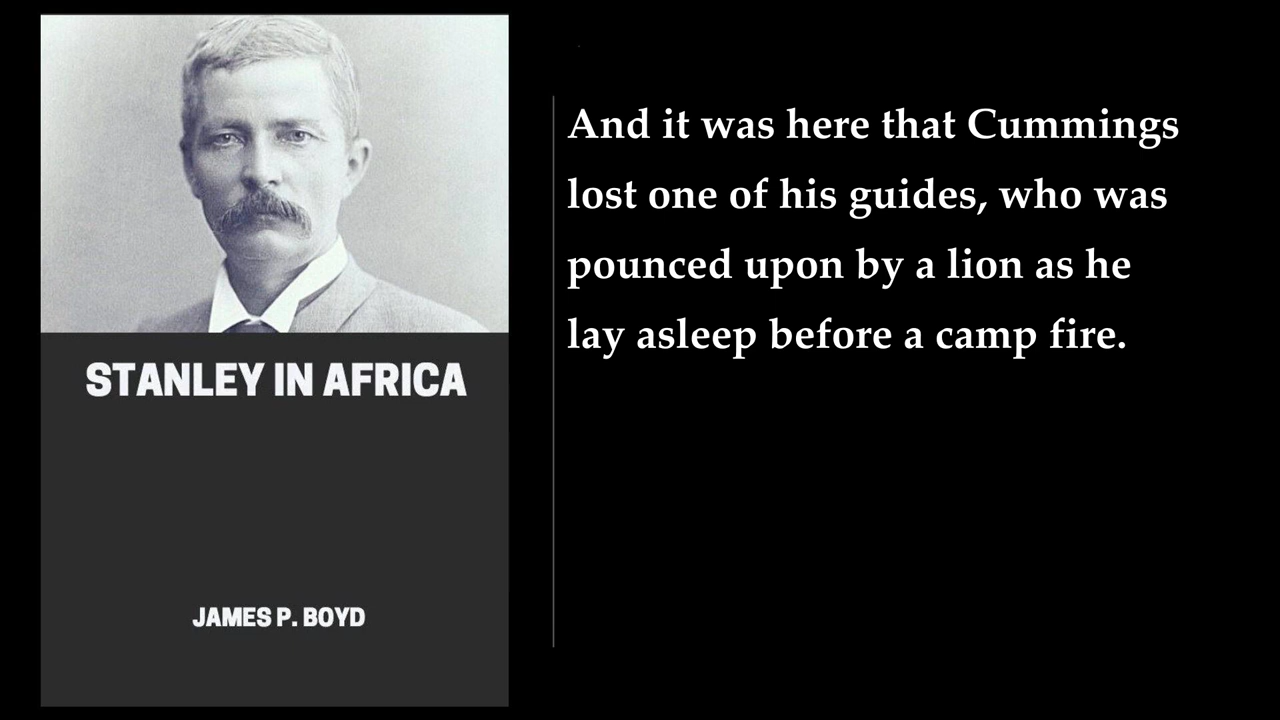 STANLEY IN AFRICA
JAMES P. BOYD
And it was here that Cummings
lost one of his guides, who was
pounced upon by a lion as he
lay asleep before a camp fire.